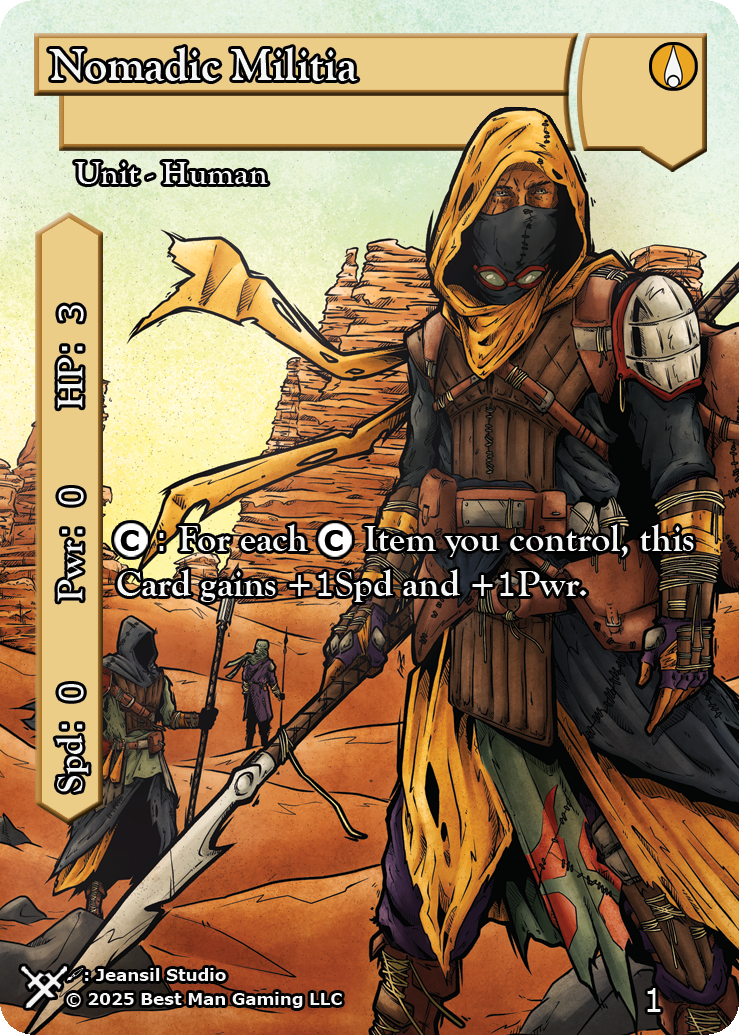 Nomadic Militia
Unit - Human
HP: 3
Pwr: 0
Spd: 0
Ⓒ : For each Ⓒ Item you control, this
Card gains +1Spd and +1Pwr.
: Jeansil Studio
© 2025 Best Man Gaming LLC
1